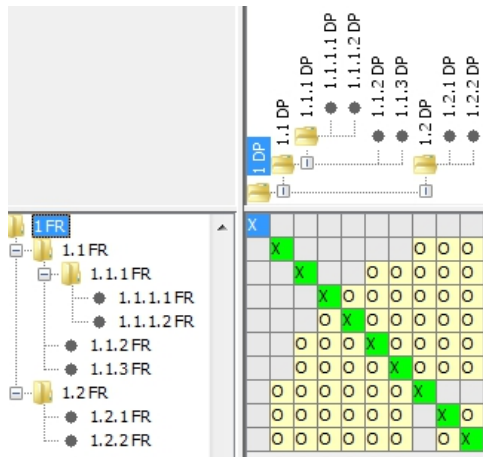 1 DP
1.1 DP
1.1.1 DP
1.1.1.1 DP
1.1.1.2 DP
1.1.2 DP
1.1.3 DP
1.2 DP
1.2.1 DP
1.2.2 DP
1 FR X
1.1 FR X O O O
1.1.1 FR X O O O O O
1.1.1.1 FR X O O O O O O
1.1.1.2 FR O X O O O O O
1.1.2 FR O O O X O O O O
1.1.3 FR O O O O X O O O
1.2 FR O O O O O O X
1.2.1 FR O O O O O O X O
1.2.2 FR O O O O O O O X